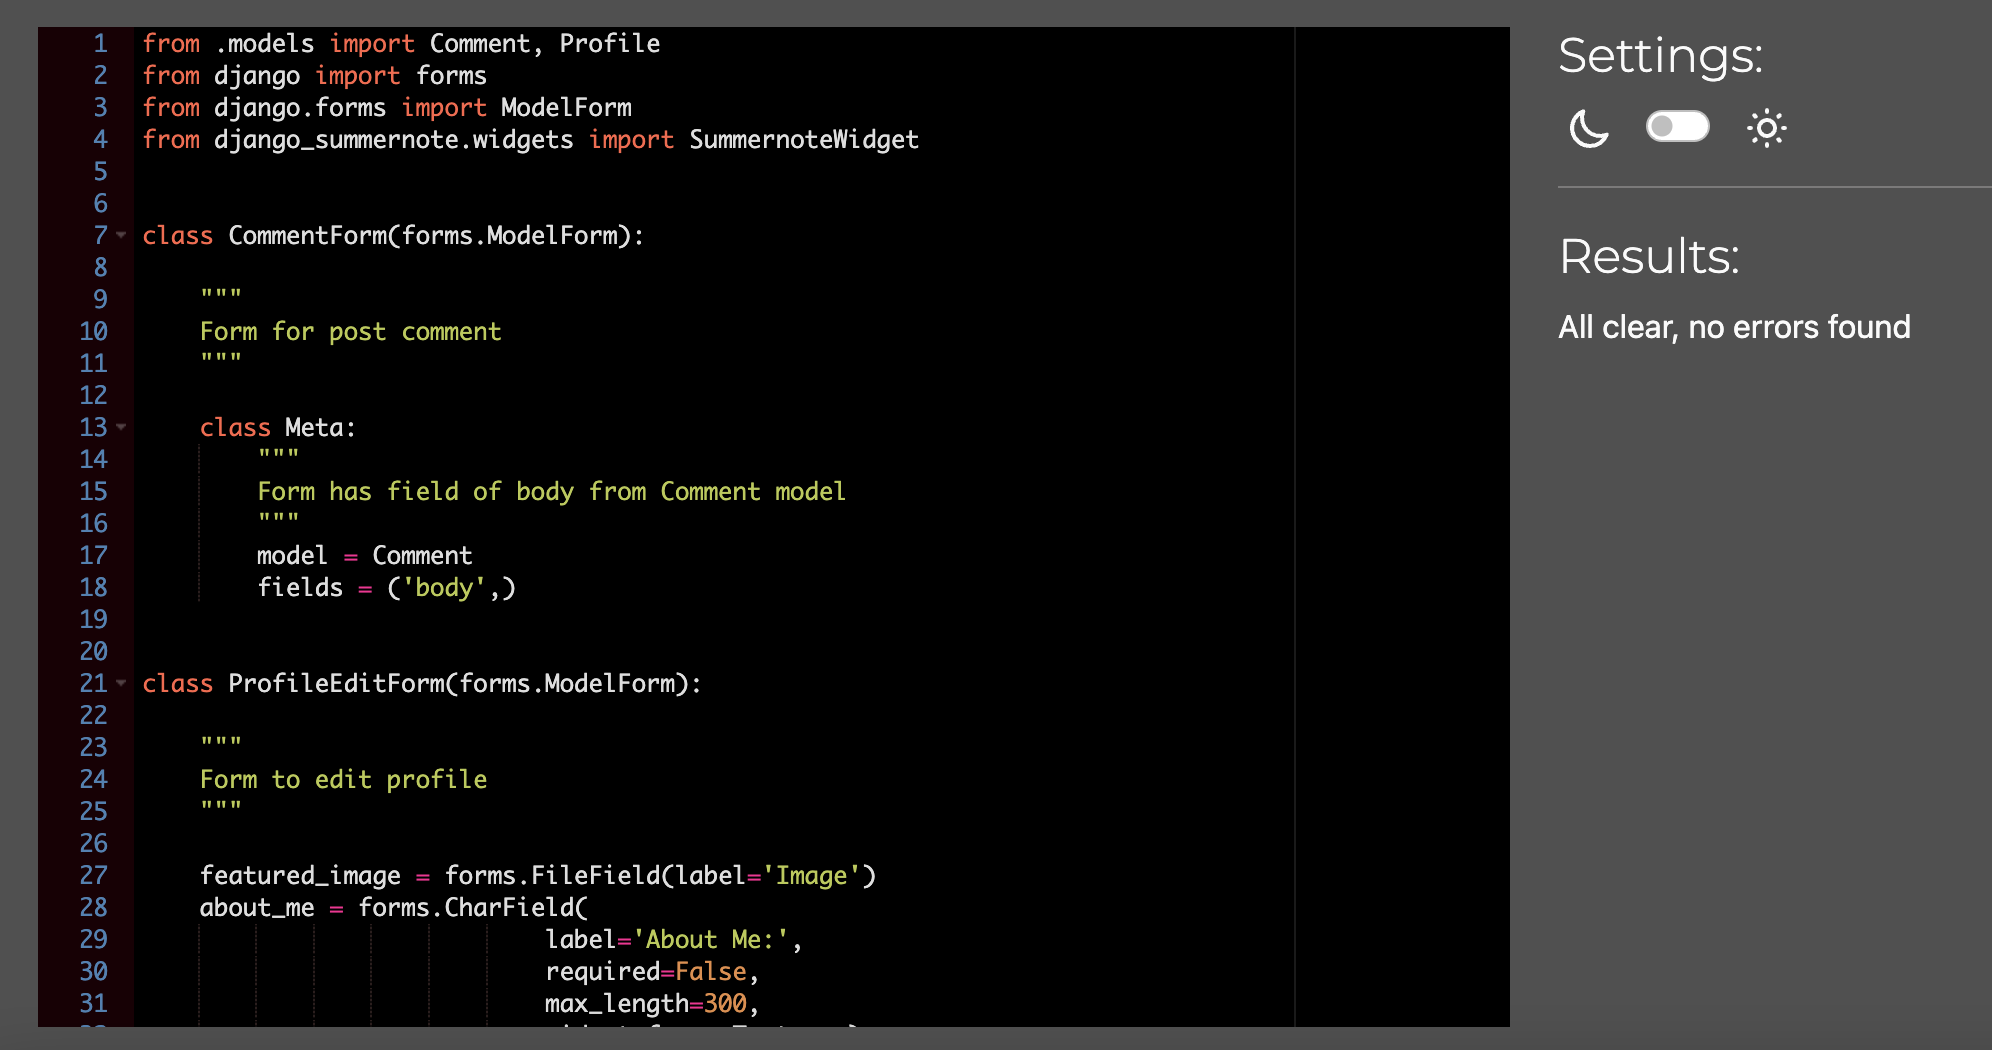 1 from .models import Comment, Profile
2 from django import forms
3 from django.forms import ModelForm
4 from django_summernote.widgets import SummernoteWidget
5
6
7 class CommentForm(forms.ModelForm):
8
9     """
10     Form for post comment
11     """
12
13     class Meta:
14         """
15         Form has field of body from Comment model
16         """
17         model = Comment
18         fields = ('body',)
19
20
21 class ProfileEditForm(forms.ModelForm):
22
23     """
24     Form to edit profile
25     """
26
27     featured_image = forms.FileField(label='Image')
28     about_me = forms.CharField(
29                             label='About Me:',
30                             required=False,
31                             max_length=300,
Settings:
Results:
All clear, no errors found